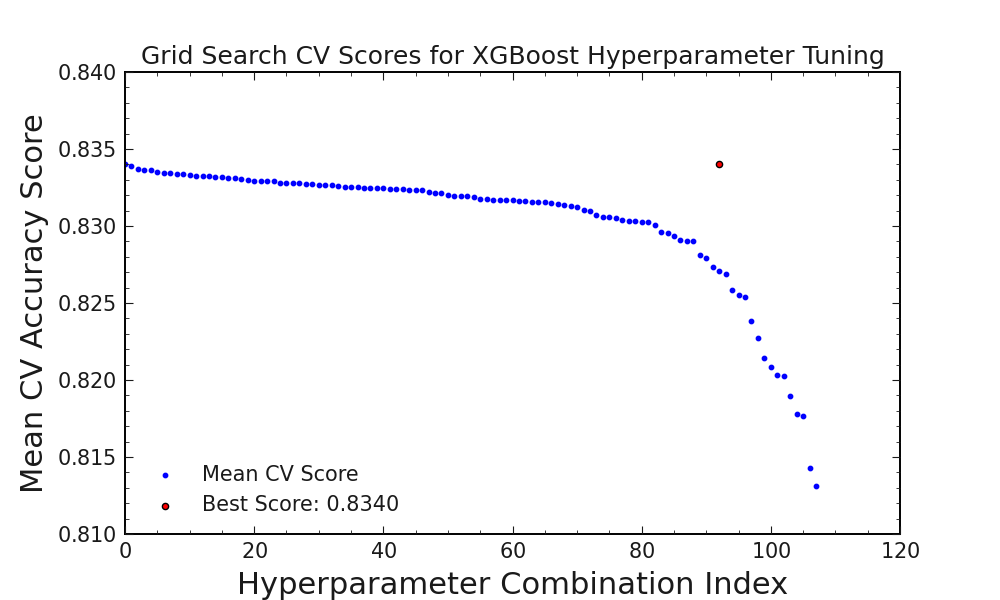 Grid Search CV Scores for XGBoost Hyperparameter Tuning
Mean CV Accuracy Score
0.840
0.835
0.830
0.825
0.820
0.815
0.810
Mean CV Score
Best Score: 0.8340
0 20 40 60 80 100 120
Hyperparameter Combination Index